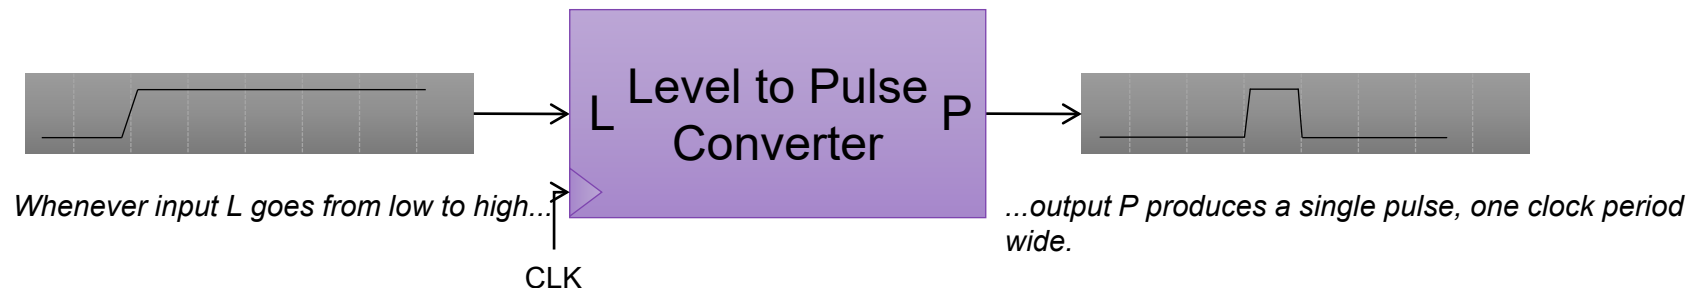 Level to Pulse
Converter
L
P
Whenever input L goes from low to high...
...output P produces a single pulse, one clock period
wide.
CLK